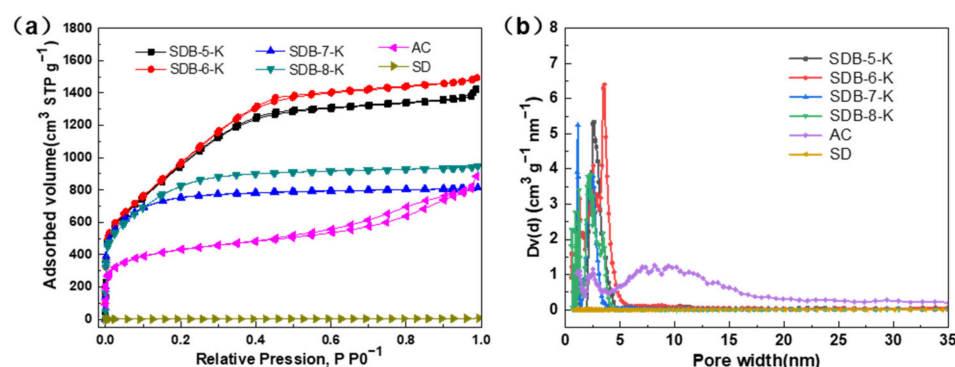 (a)
SDB-5-K
SDB-6-K
SDB-7-K
SDB-8-K
AC
SD
Adsorbed volume(cm³ STP g⁻¹)
1800
1600
1400
1200
1000
800
600
400
200
0
0.0 0.2 0.4 0.6 0.8 1.0
Relative Pression, P P0⁻¹
(b)
SDB-5-K
SDB-6-K
SDB-7-K
SDB-8-K
AC
SD
Dv(d) (cm³ g⁻¹ nm⁻¹)
8
7
6
5
4
3
2
1
0
0 5 10 15 20 25 30 35
Pore width(nm)